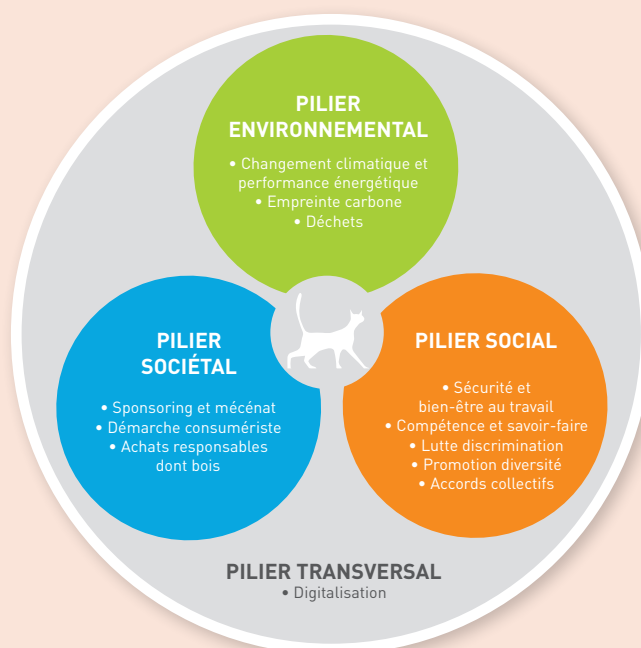 PILIER
ENVIRONNEMENTAL
• Changement climatique et
performance énergétique
• Empreinte carbone
• Déchets
PILIER
SOCIÉTAL
• Sponsoring et mécénat
• Démarche consumériste
• Achats responsables
dont bois
PILIER SOCIAL
• Sécurité et
bien-être au travail
• Compétence et savoir-faire
• Lutte discrimination
• Promotion diversité
• Accords collectifs
PILIER TRANSVERSAL
• Digitalisation